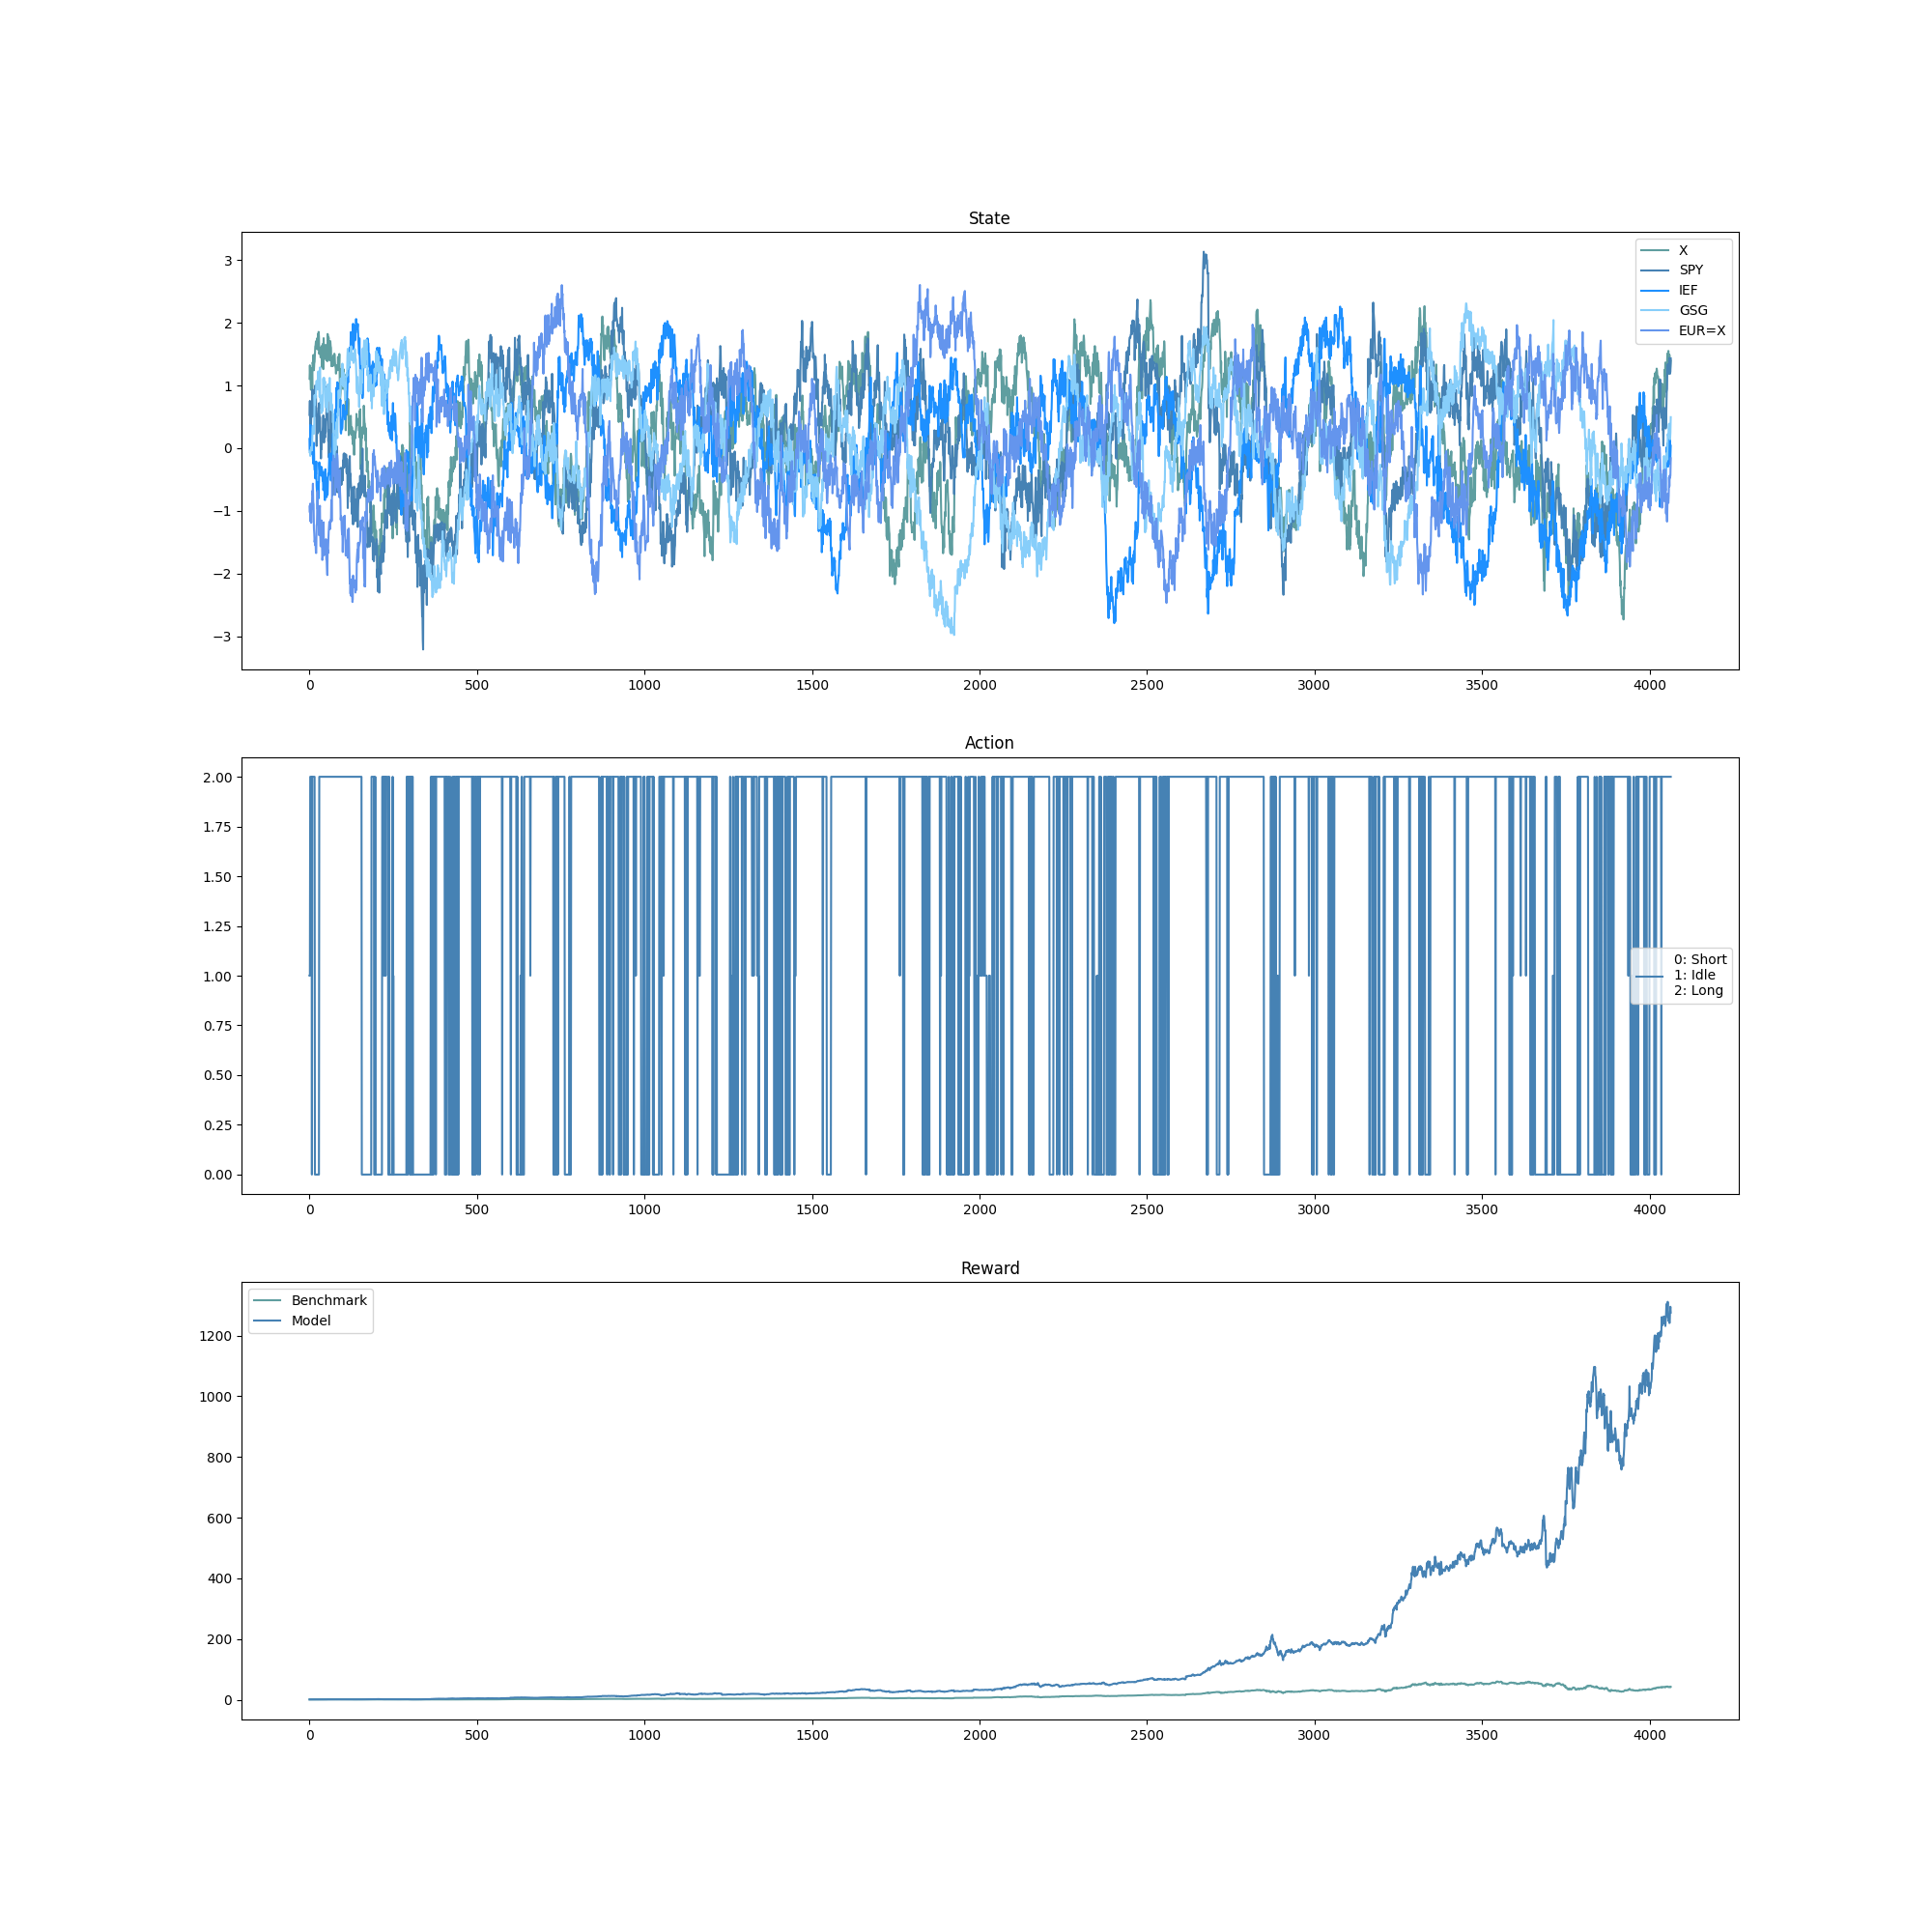 State
3
2
1
0
−1
−2
−3
X
SPY
IEF
GSG
EUR=X
0 500 1000 1500 2000 2500 3000 3500 4000
Action
2.00
1.75
1.50
1.25
1.00
0.75
0.50
0.25
0.00
0: Short
1: Idle
2: Long
0 500 1000 1500 2000 2500 3000 3500 4000
Reward
Benchmark
Model
1200
1000
800
600
400
200
0
0 500 1000 1500 2000 2500 3000 3500 4000